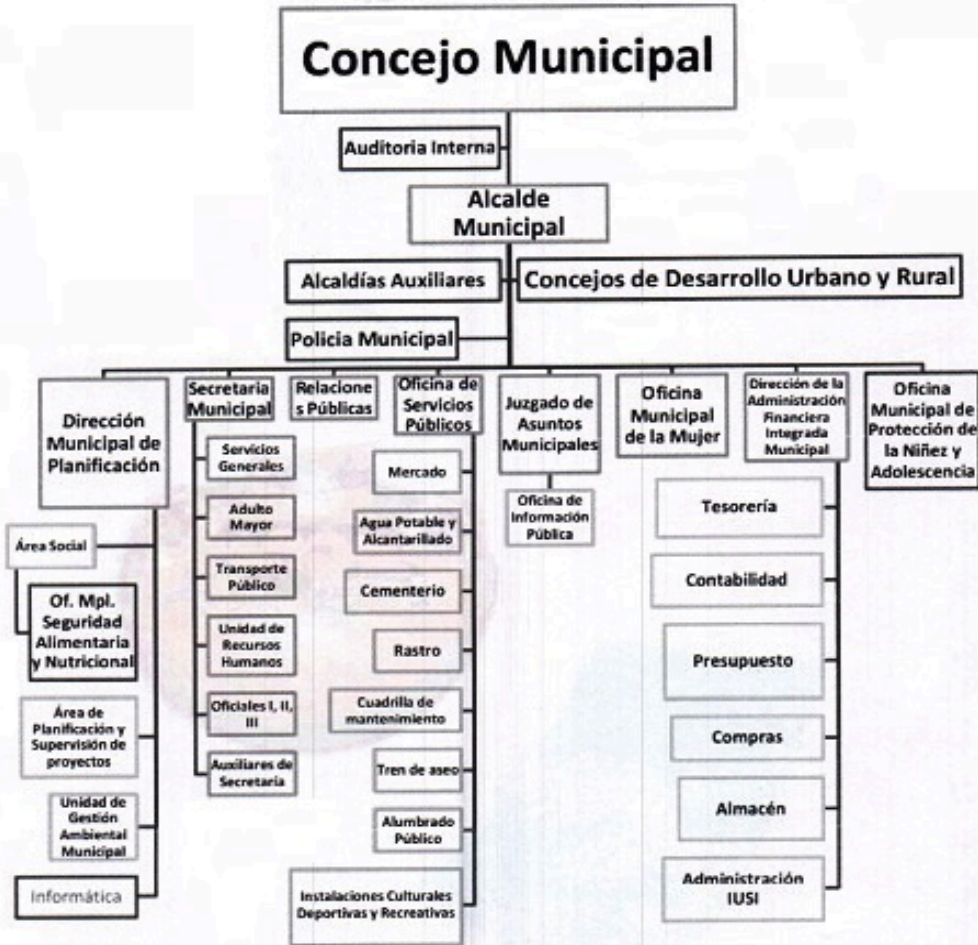 Concejo Municipal
Auditoria Interna
Alcalde
Municipal
Alcaldías Auxiliares
Concejos de Desarrollo Urbano y Rural
Policia Municipal
Dirección
Municipal de
Planificación
Área Social
Of. Mpl.
Seguridad
Alimentaria
y Nutricional
Área de
Planificación y
Supervisión de
proyectos
Unidad de
Gestión
Ambiental
Municipal
Informática
Secretaria
Municipal
Servicios
Generales
Adulto
Mayor
Transporte
Público
Unidad de
Recursos
Humanos
Oficiales I, II,
III
Auxiliares de
Secretaria
Relacione
s Públicas
Oficina de
Servicios
Públicos
Mercado
Agua Potable y
Alcantarillado
Cementerio
Rastro
Cuadrilla de
mantenimiento
Tren de aseo
Alumbrado
Público
Instalaciones Culturales
Deportivas y Recreativas
Juzgado de
Asuntos
Municipales
Oficina de
Información
Pública
Oficina
Municipal
de la Mujer
Dirección de la
Administración
Financiera
Integrada
Municipal
Tesorería
Contabilidad
Presupuesto
Compras
Almacén
Administración
IUSI
Oficina
Municipal de
Protección de
la Niñez y
Adolescencia